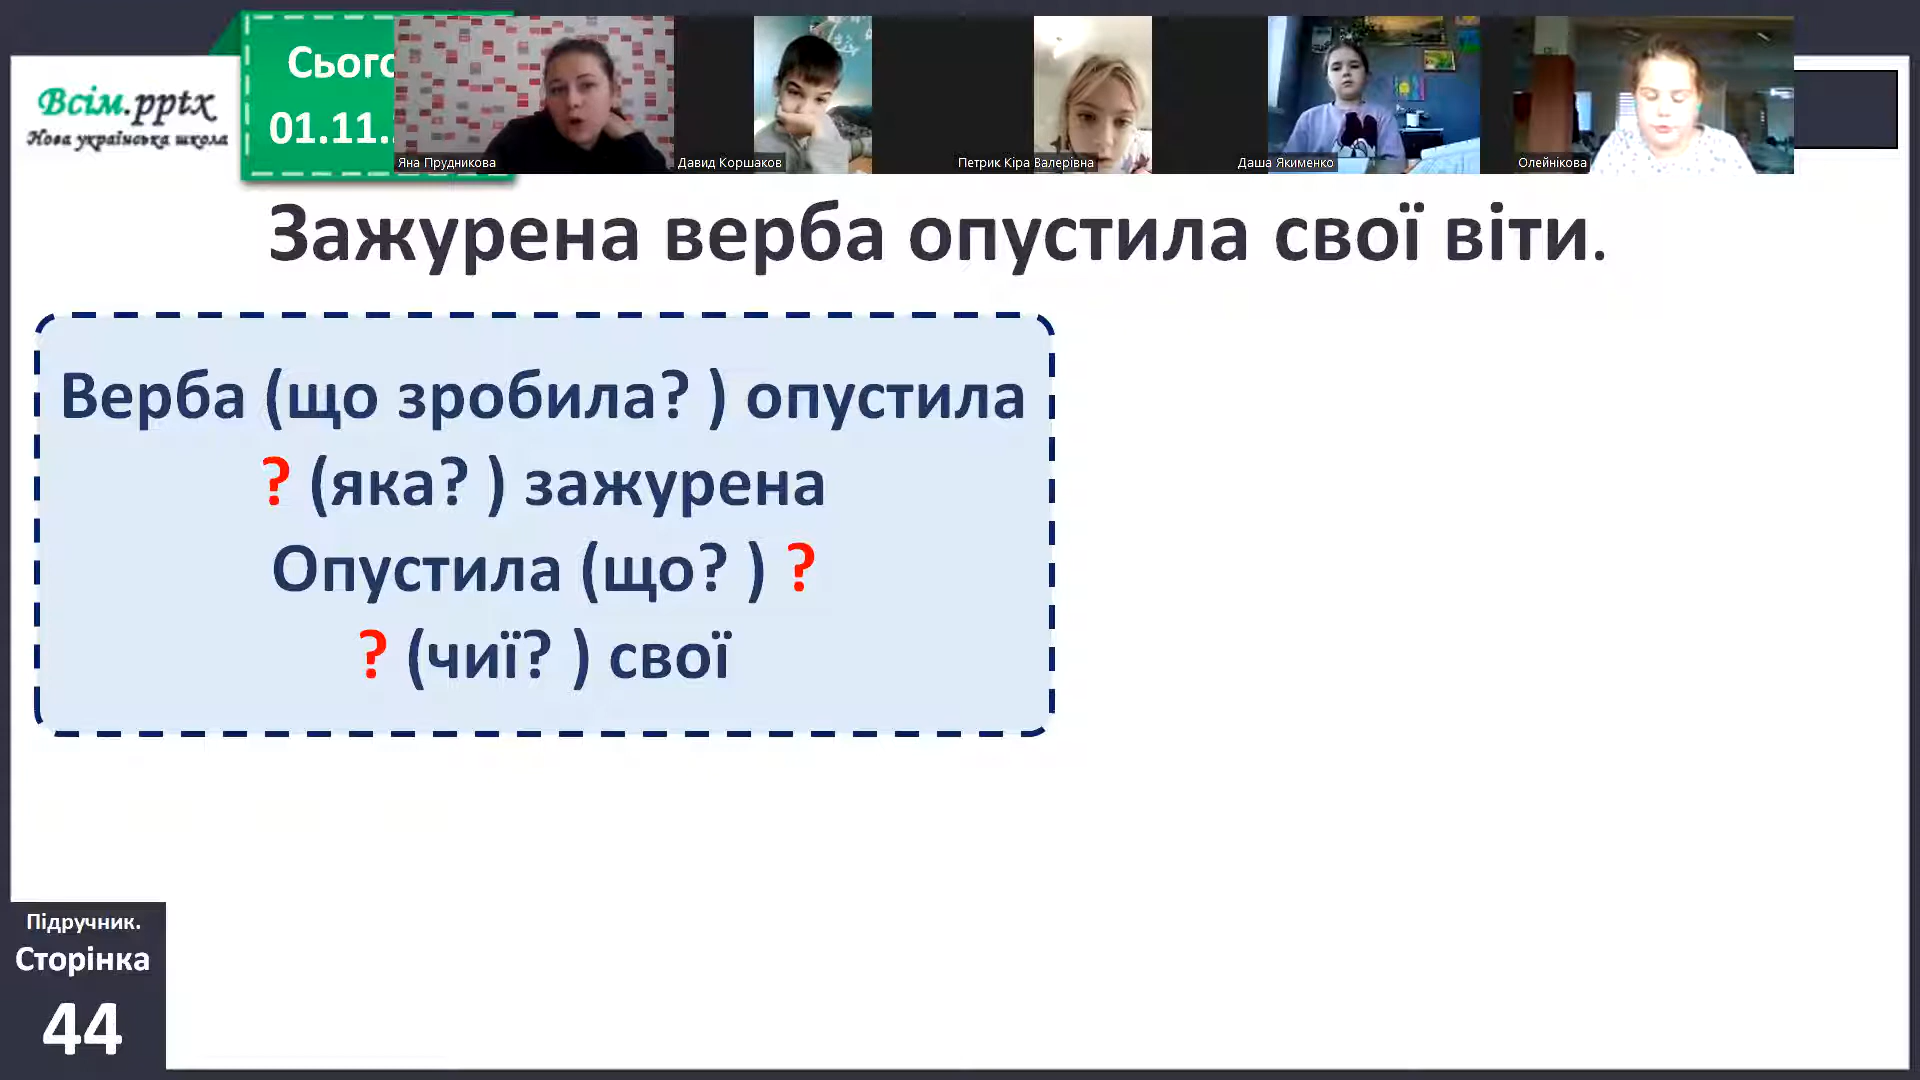 Всім.pptx
Нова українська школа
Сього
01.11.
Яна Прудникова
Давид Коршаков
Петрик Кіра Валеріївна
Даша Якименко
Олейнікова
Зажурена верба опустила свої віти.
Верба (що зробила? ) опустила
? (яка? ) зажурена
Опустила (що? ) ?
? (чиї? ) свої
Підручник.
Сторінка
44